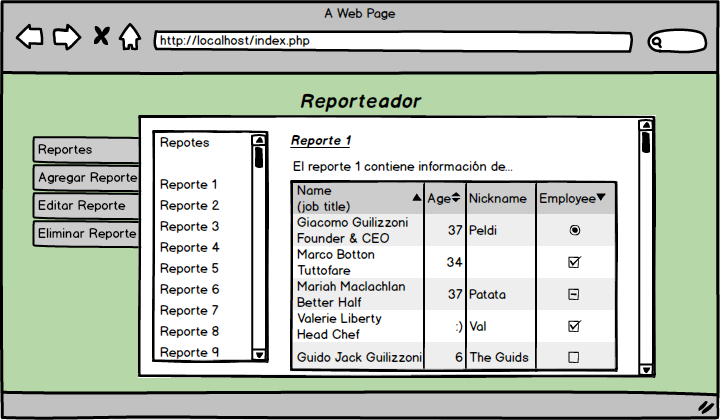 A Web Page
http://localhost/index.php
Reporteador
Reportes
Agregar Reporte
Editar Reporte
Eliminar Reporte
Repotes
Reporte 1
Reporte 2
Reporte 3
Reporte 4
Reporte 5
Reporte 6
Reporte 7
Reporte 8
Reporte 9
Reporte 1
El reporte 1 contiene información de...
Name
(job title)
Age
Nickname
Employee
Giacomo Guilizzoni
Founder & CEO
37
Peldi
Marco Botton
Tuttofare
34
Mariah Maclachlan
Better Half
37
Patata
Valerie Liberty
Head Chef
:)
Val
Guido Jack Guilizzoni
6
The Guids